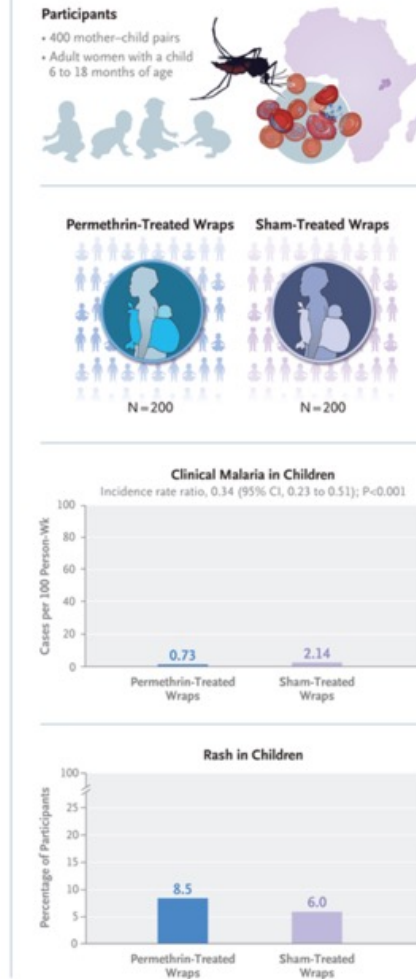 Participants
• 400 mother–child pairs
• Adult women with a child
6 to 18 months of age
Permethrin-Treated Wraps
Sham-Treated Wraps
N=200
N=200
Clinical Malaria in Children
Incidence rate ratio, 0.34 (95% CI, 0.23 to 0.51); P<0.001
Cases per 100 Person-Wk
100
80
60
40
20
0
0.73
2.14
Permethrin-Treated
Wraps
Sham-Treated
Wraps
Rash in Children
Percentage of Participants
100
25
20
15
10
5
0
8.5
6.0
Permethrin-Treated
Wraps
Sham-Treated
Wraps